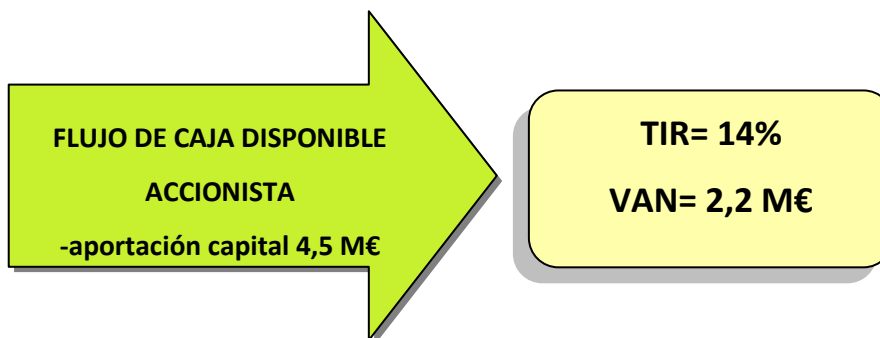 FLUJO DE CAJA DISPONIBLE
ACCIONISTA
-aportación capital 4,5 M€
TIR= 14%
VAN= 2,2 M€